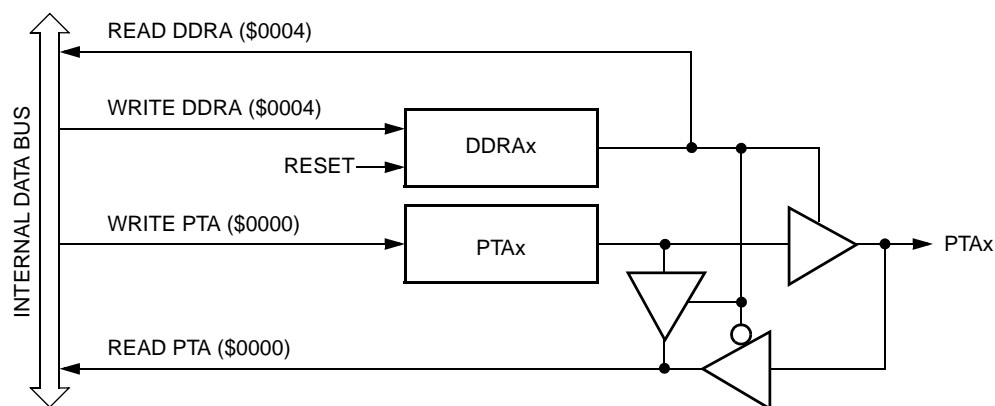 READ DDRA ($0004)
WRITE DDRA ($0004)
DDRAx
RESET
WRITE PTA ($0000)
PTAx
PTAx
READ PTA ($0000)
INTERNAL DATA BUS